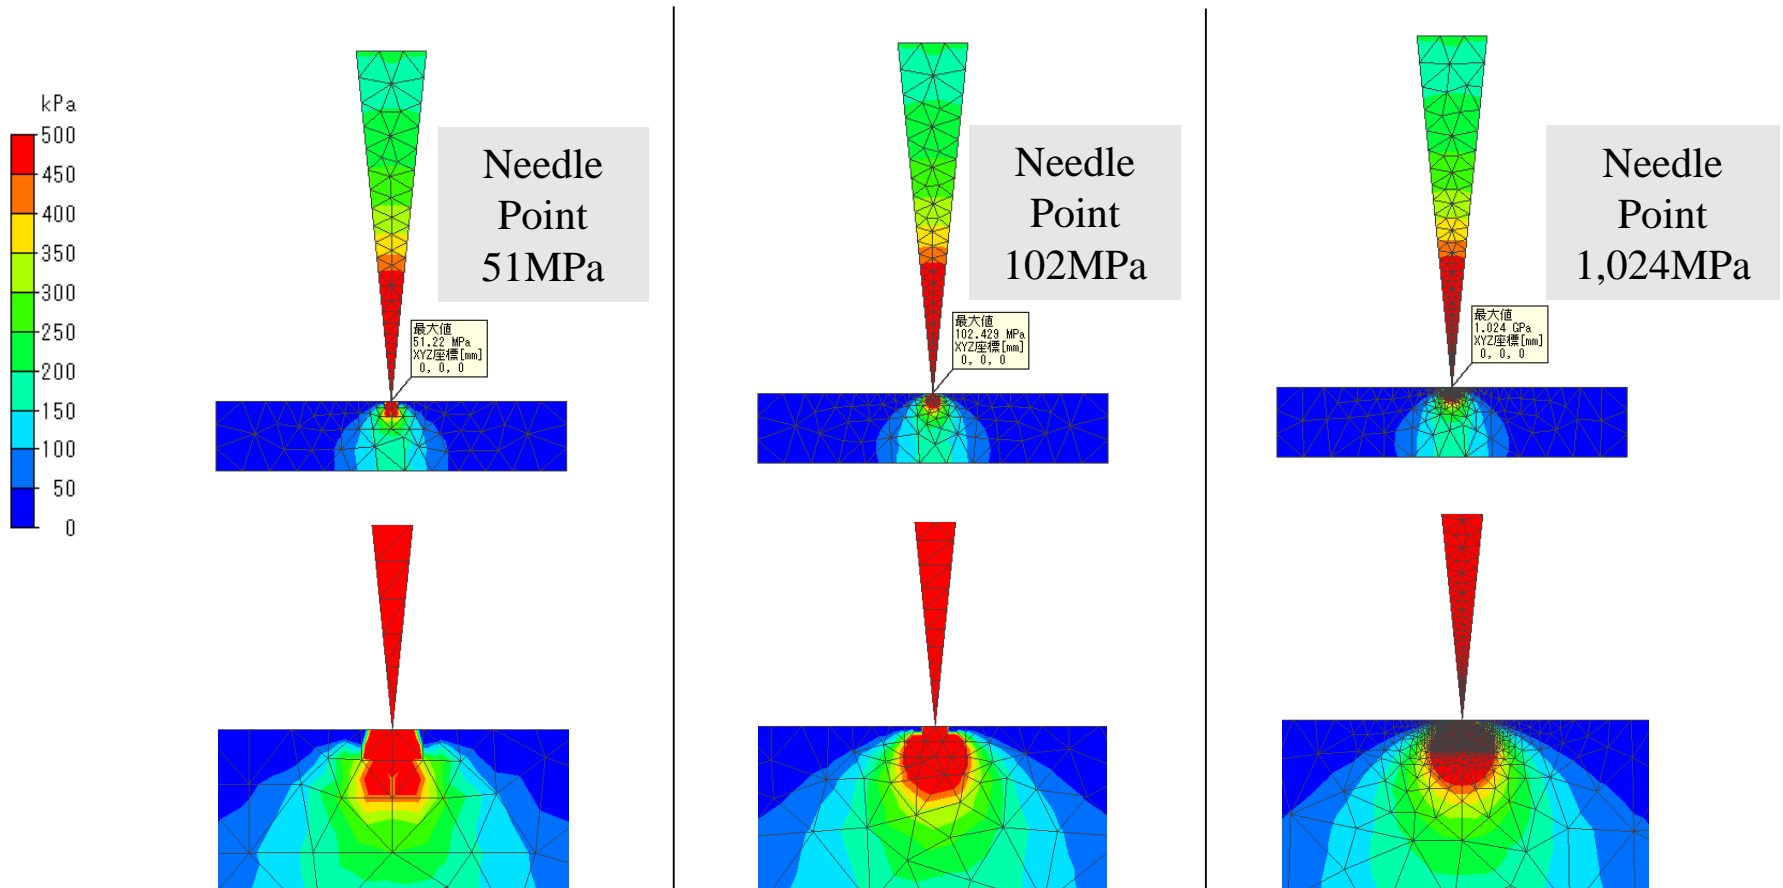 kPa
500
450
400
350
300
250
200
150
100
50
0
Needle
Point
51MPa
最大値
51.22 MPa
XYZ座標[mm]
0, 0, 0
Needle
Point
102MPa
最大値
102.429 MPa
XYZ座標[mm]
0, 0, 0
Needle
Point
1,024MPa
最大値
1.024 GPa
XYZ座標[mm]
0, 0, 0